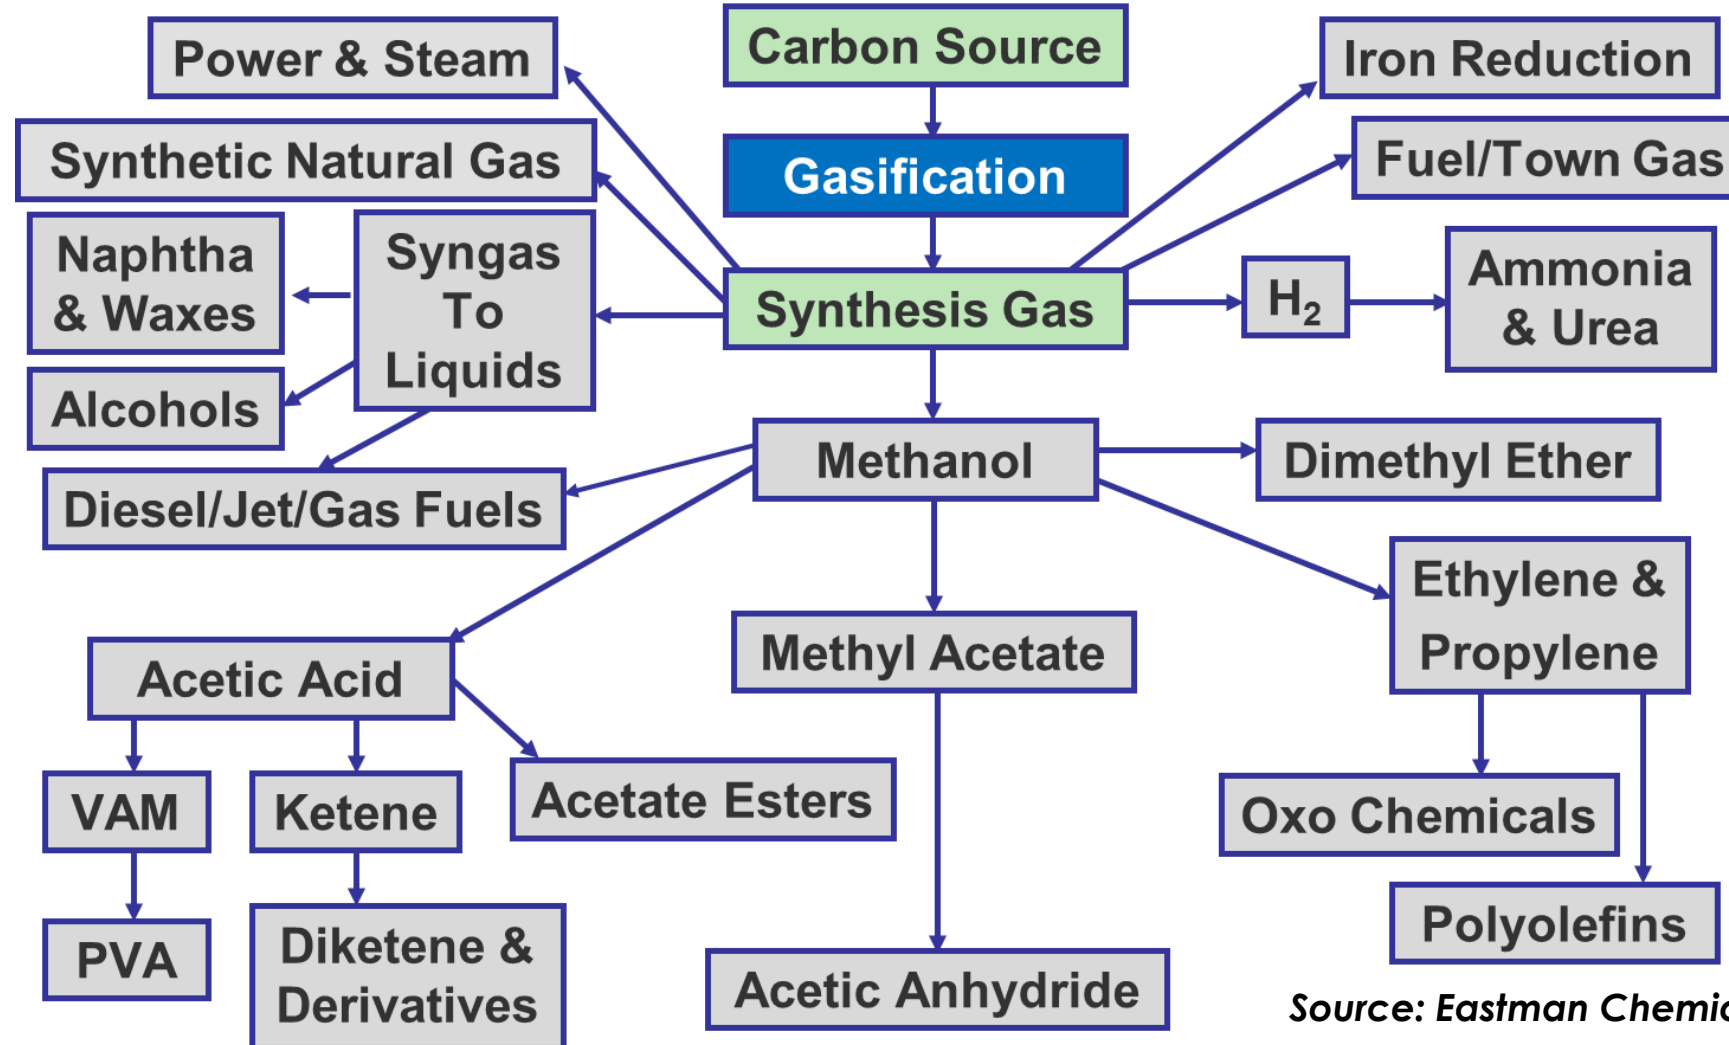 Carbon Source
Power & Steam
Iron Reduction
Synthetic Natural Gas
Gasification
Fuel/Town Gas
Naphtha
& Waxes
Syngas
To
Liquids
Synthesis Gas
H₂
Ammonia
& Urea
Alcohols
Methanol
Dimethyl Ether
Diesel/Jet/Gas Fuels
Ethylene &
Propylene
Acetic Acid
Methyl Acetate
VAM
Ketene
Acetate Esters
Oxo Chemicals
PVA
Diketene &
Derivatives
Acetic Anhydride
Polyolefins
Source: Eastman